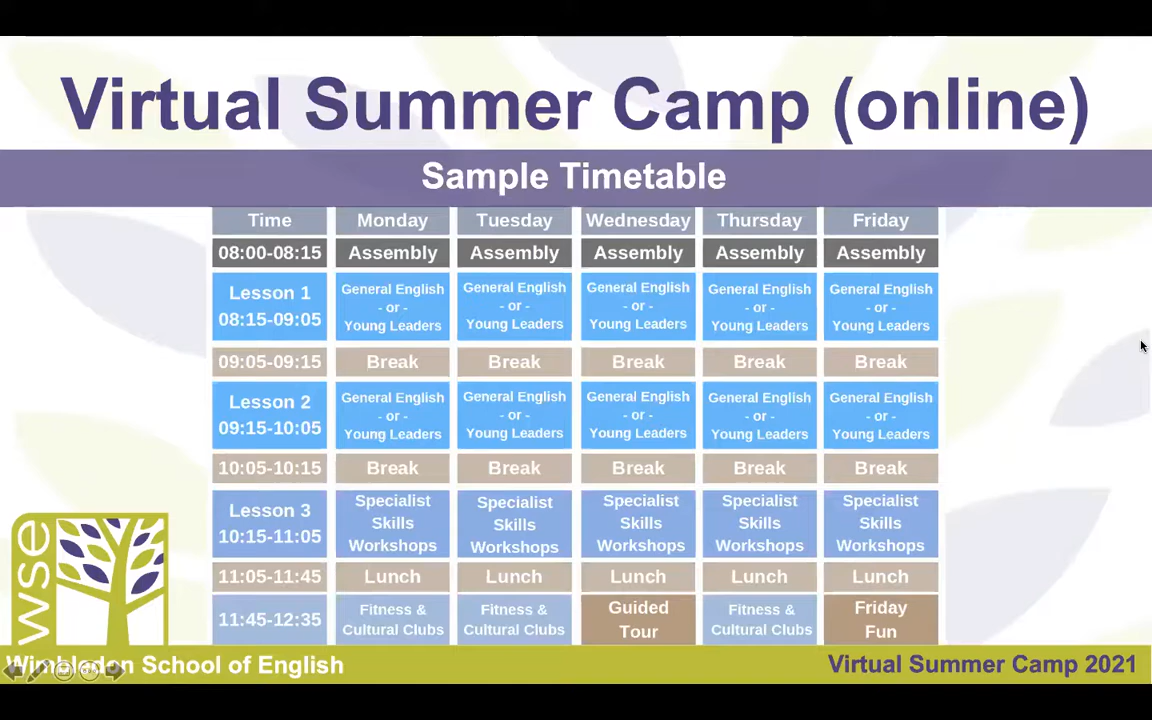 Virtual Summer Camp (online)
Sample Timetable
Time Monday Tuesday Wednesday Thursday Friday
08:00-08:15 Assembly Assembly Assembly Assembly Assembly
Lesson 1
08:15-09:05
General English
- or -
Young Leaders
General English
- or -
Young Leaders
General English
- or -
Young Leaders
General English
- or -
Young Leaders
General English
- or -
Young Leaders
09:05-09:15 Break Break Break Break Break
Lesson 2
09:15-10:05
General English
- or -
Young Leaders
General English
- or -
Young Leaders
General English
- or -
Young Leaders
General English
- or -
Young Leaders
General English
- or -
Young Leaders
10:05-10:15 Break Break Break Break Break
Lesson 3
10:15-11:05
Specialist
Skills
Workshops
Specialist
Skills
Workshops
Specialist
Skills
Workshops
Specialist
Skills
Workshops
Specialist
Skills
Workshops
11:05-11:45 Lunch Lunch Lunch Lunch Lunch
11:45-12:35
Fitness &
Cultural Clubs
Fitness &
Cultural Clubs
Guided
Tour
Fitness &
Cultural Clubs
Friday
Fun
wse
Wimbledon School of English
Virtual Summer Camp 2021